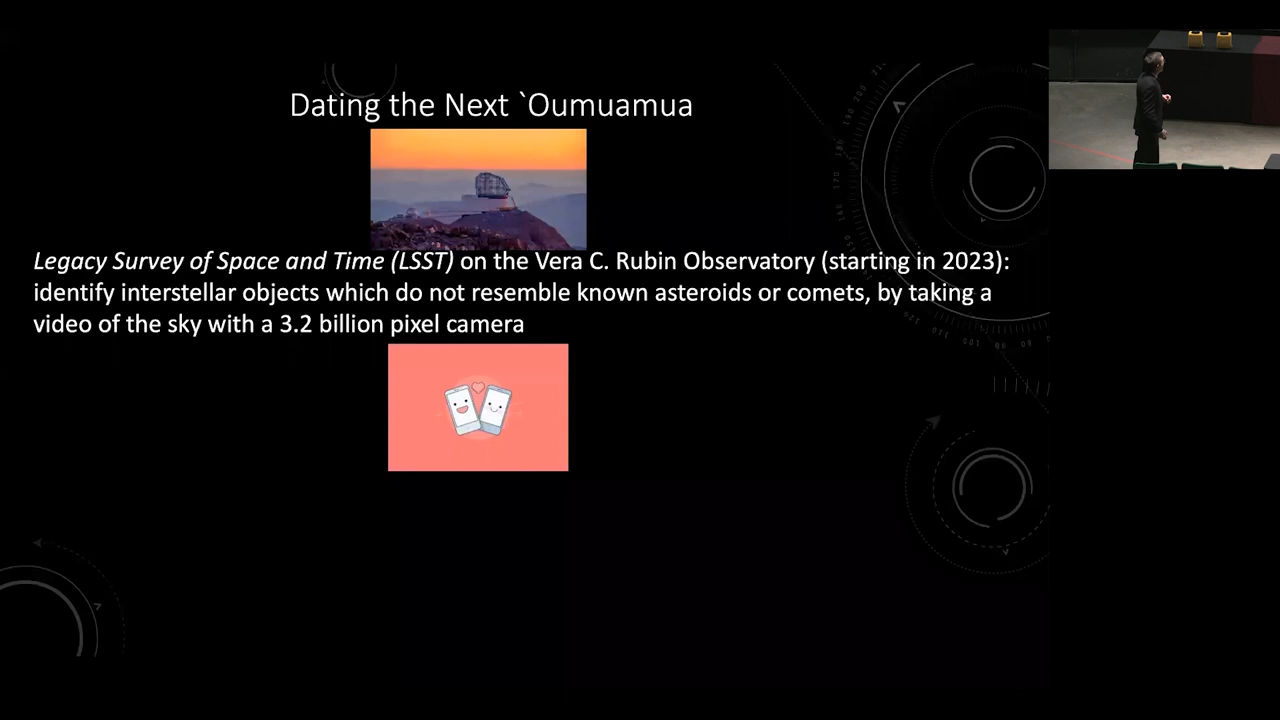 Dating the Next `Oumuamua
Legacy Survey of Space and Time (LSST) on the Vera C. Rubin Observatory (starting in 2023):
identify interstellar objects which do not resemble known asteroids or comets, by taking a
video of the sky with a 3.2 billion pixel camera